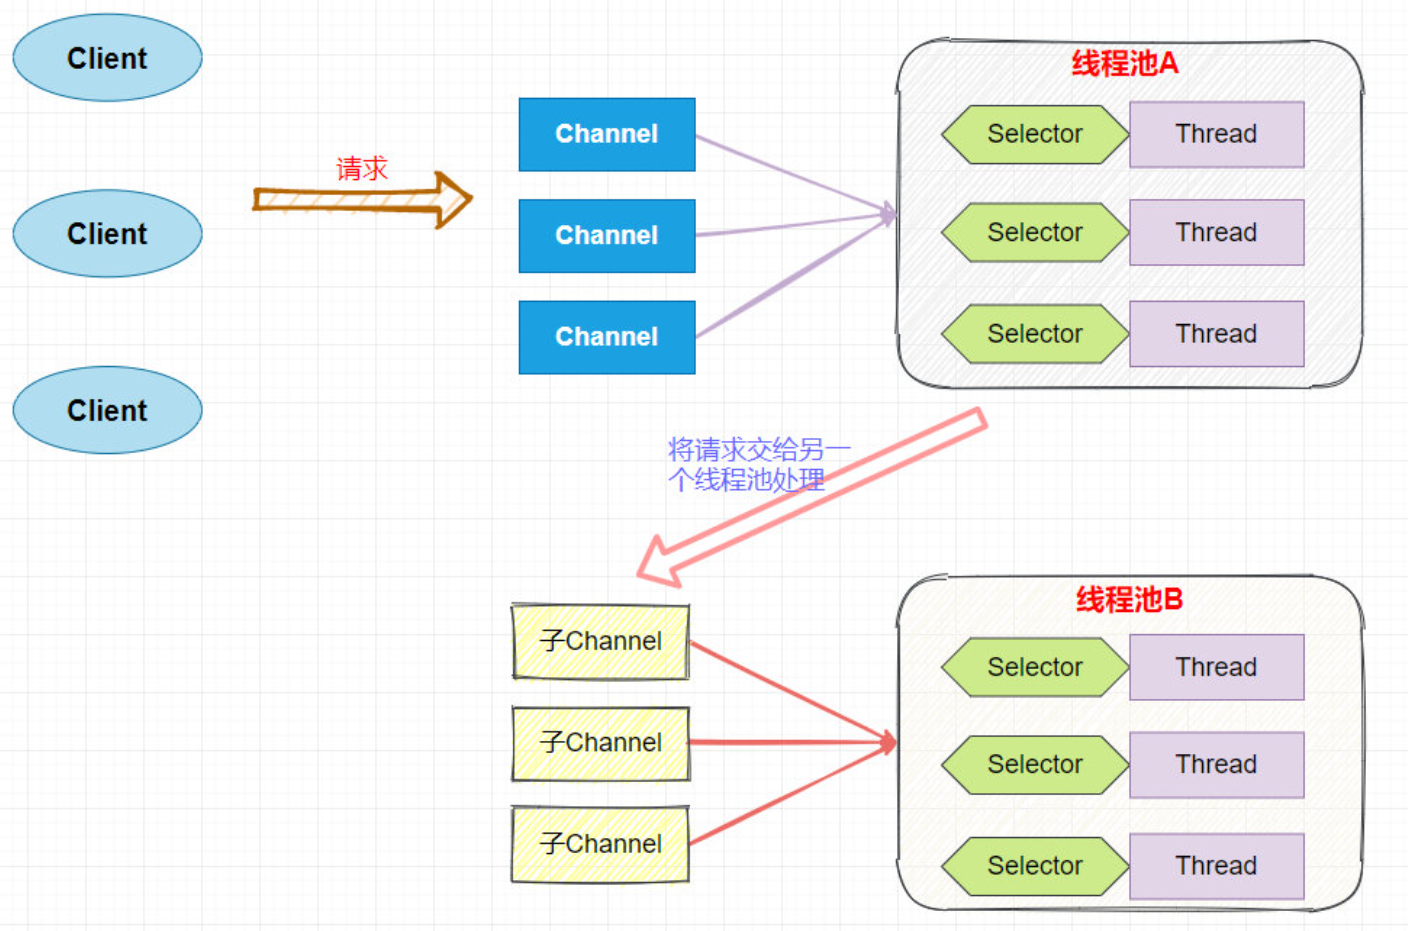 Client
Client
Client
请求
Channel
Channel
Channel
线程池A
Selector
Thread
Selector
Thread
Selector
Thread
将请求交给另一
个线程池处理
子Channel
子Channel
子Channel
线程池B
Selector
Thread
Selector
Thread
Selector
Thread